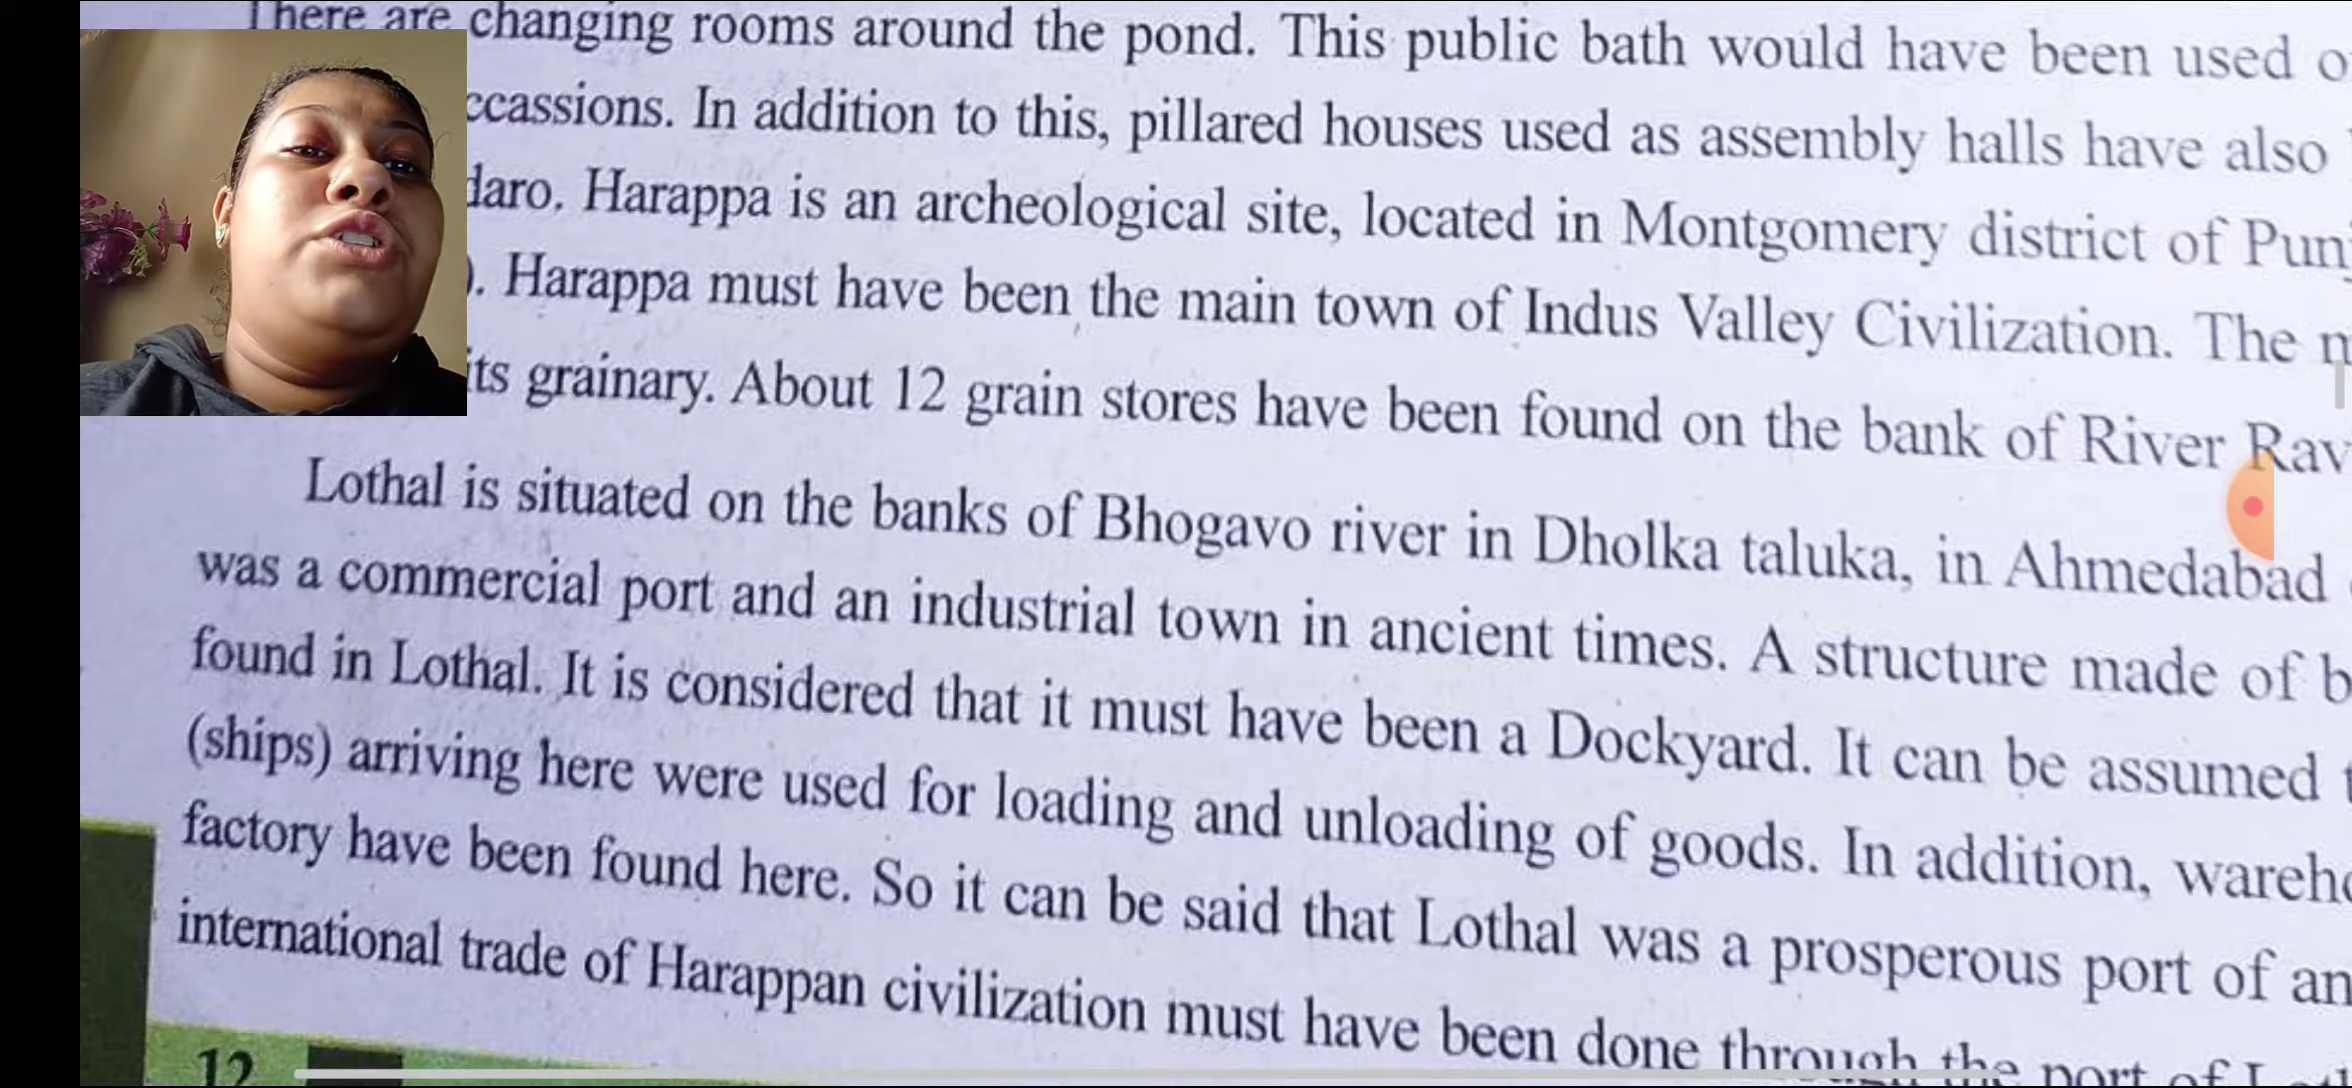 There are changing rooms around the pond. This public bath would have been used
ccassions. In addition to this, pillared houses used as assembly halls have also
daro. Harappa is an archeological site, located in Montgomery district of Pun
). Harappa must have been the main town of Indus Valley Civilization. The
its grainary. About 12 grain stores have been found on the bank of River Rav
Lothal is situated on the banks of Bhogavo river in Dholka taluka, in Ahmedabad
was a commercial port and an industrial town in ancient times. A structure made of b
found in Lothal. It is considered that it must have been a Dockyard. It can be assumed
(ships) arriving here were used for loading and unloading of goods. In addition, wareho
factory have been found here. So it can be said that Lothal was a prosperous port of an
international trade of Harappan civilization must have been done through the port of
12